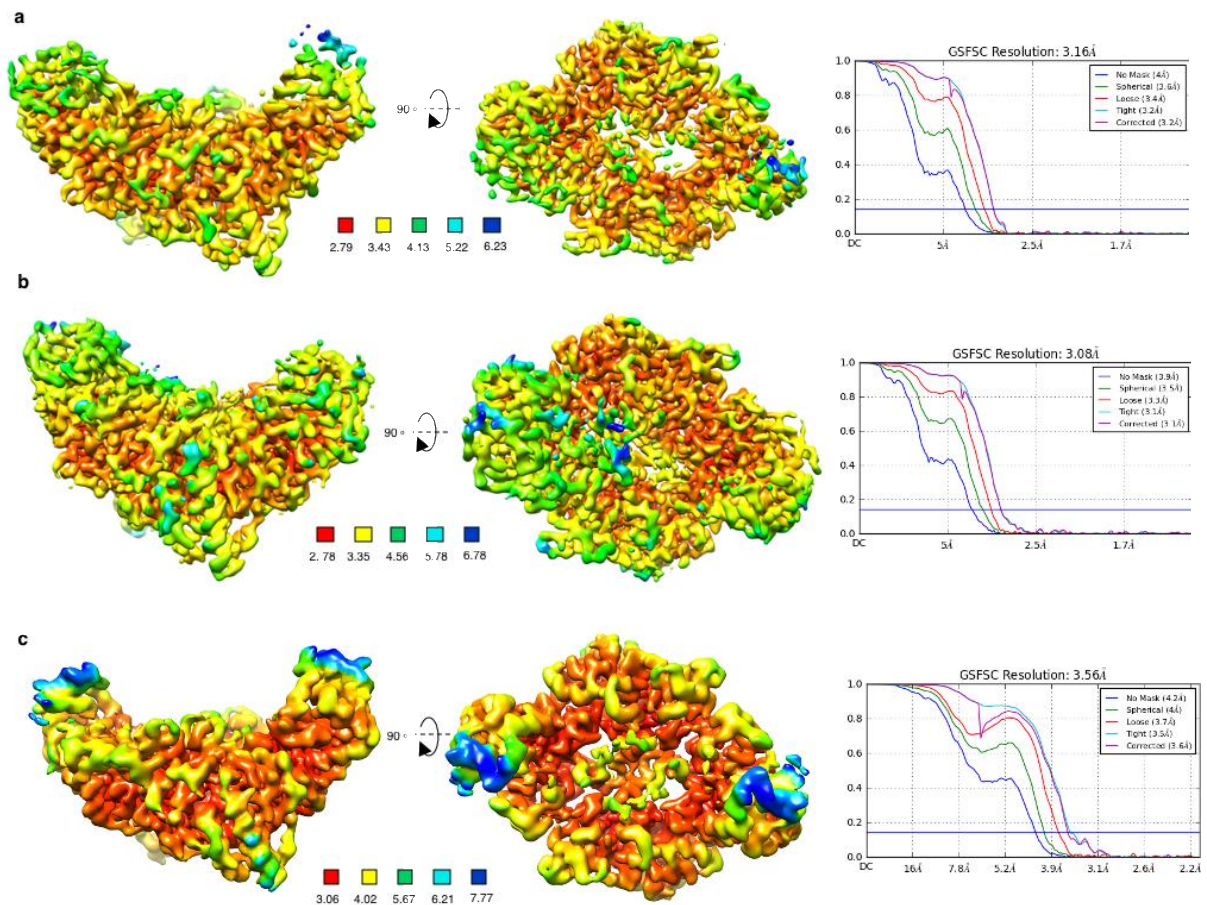 a
GSFSC Resolution: 3.16Å
1.0
0.8
0.6
0.4
0.2
0.0
No Mask (4Å)
Spherical (3.6Å)
Loose (3.4Å)
Tight (3.2Å)
Corrected (3.2Å)
DC 5Å 2.5Å 1.7Å
90°
2.79 3.43 4.13 5.22 6.23
b
GSFSC Resolution: 3.08Å
1.0
0.8
0.6
0.4
0.2
0.0
No Mask (3.9Å)
Spherical (3.5Å)
Loose (3.3Å)
Tight (3.1Å)
Corrected (3.1Å)
DC 5Å 2.5Å 1.7Å
90°
2.78 3.35 4.56 5.78 6.78
c
GSFSC Resolution: 3.56Å
1.0
0.8
0.6
0.4
0.2
0.0
No Mask (4.2Å)
Spherical (4Å)
Loose (3.7Å)
Tight (3.5Å)
Corrected (3.6Å)
DC 16Å 7.8Å 5.2Å 3.9Å 3.1Å 2.6Å 2.2Å
90°
3.06 4.02 5.67 6.21 7.77